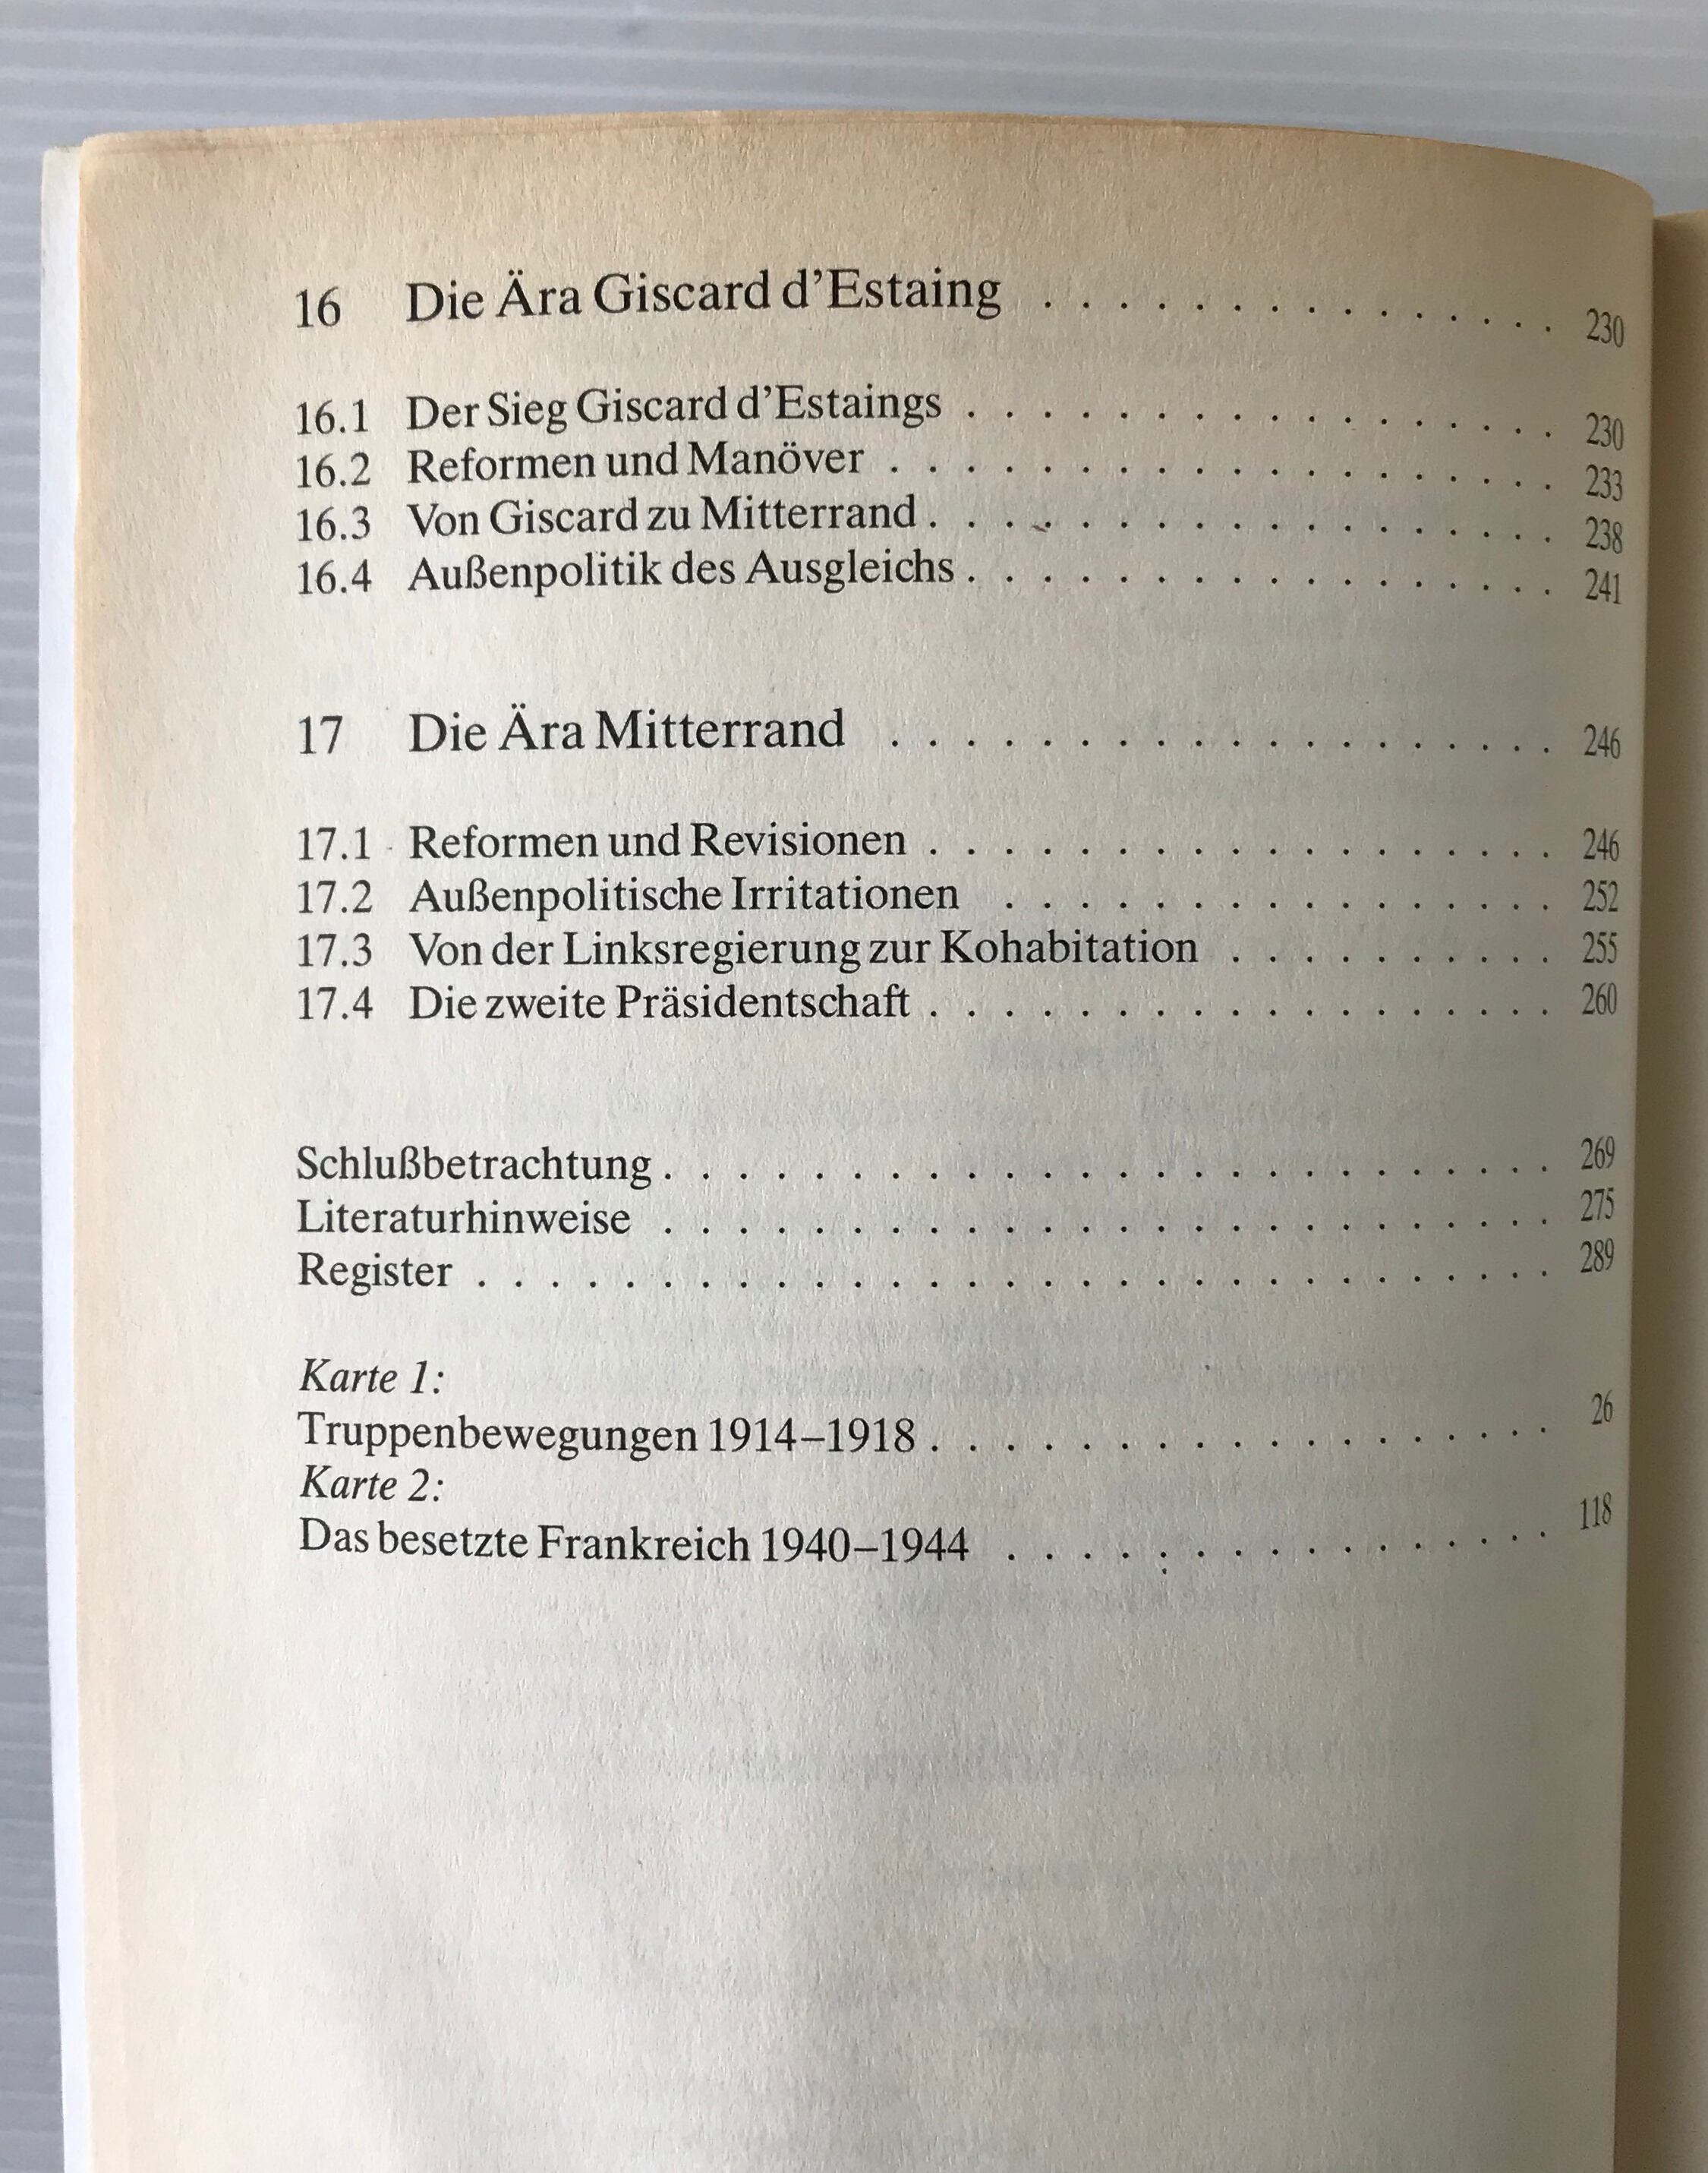 16 Die Ära Giscard d’Estaing . . . . . . . . . . . . . . 230
16.1 Der Sieg Giscard d’Estaings . . . . . . . . . . . . . . . . 230
16.2 Reformen und Manöver . . . . . . . . . . . . . . . . . . 233
16.3 Von Giscard zu Mitterrand . . . . . . . . . . . . . . . . . 238
16.4 Außenpolitik des Ausgleichs . . . . . . . . . . . . . . . . 241
17 Die Ära Mitterrand . . . . . . . . . . . . . . . . . . 246
17.1 Reformen und Revisionen . . . . . . . . . . . . . . . . . 246
17.2 Außenpolitische Irritationen . . . . . . . . . . . . . . . 252
17.3 Von der Linksregierung zur Kohabitation . . . . . . . . . 255
17.4 Die zweite Präsidentschaft . . . . . . . . . . . . . . . . . 260
Schlußbetrachtung . . . . . . . . . . . . . . . . . . . . . . . . 269
Literaturhinweise . . . . . . . . . . . . . . . . . . . . . . . . 275
Register . . . . . . . . . . . . . . . . . . . . . . . . . . . . . 289
Karte 1:
Truppenbewegungen 1914–1918 . . . . . . . . . . . . . . . . . 26
Karte 2:
Das besetzte Frankreich 1940–1944 . . . . . . . . . . . . . . . 118